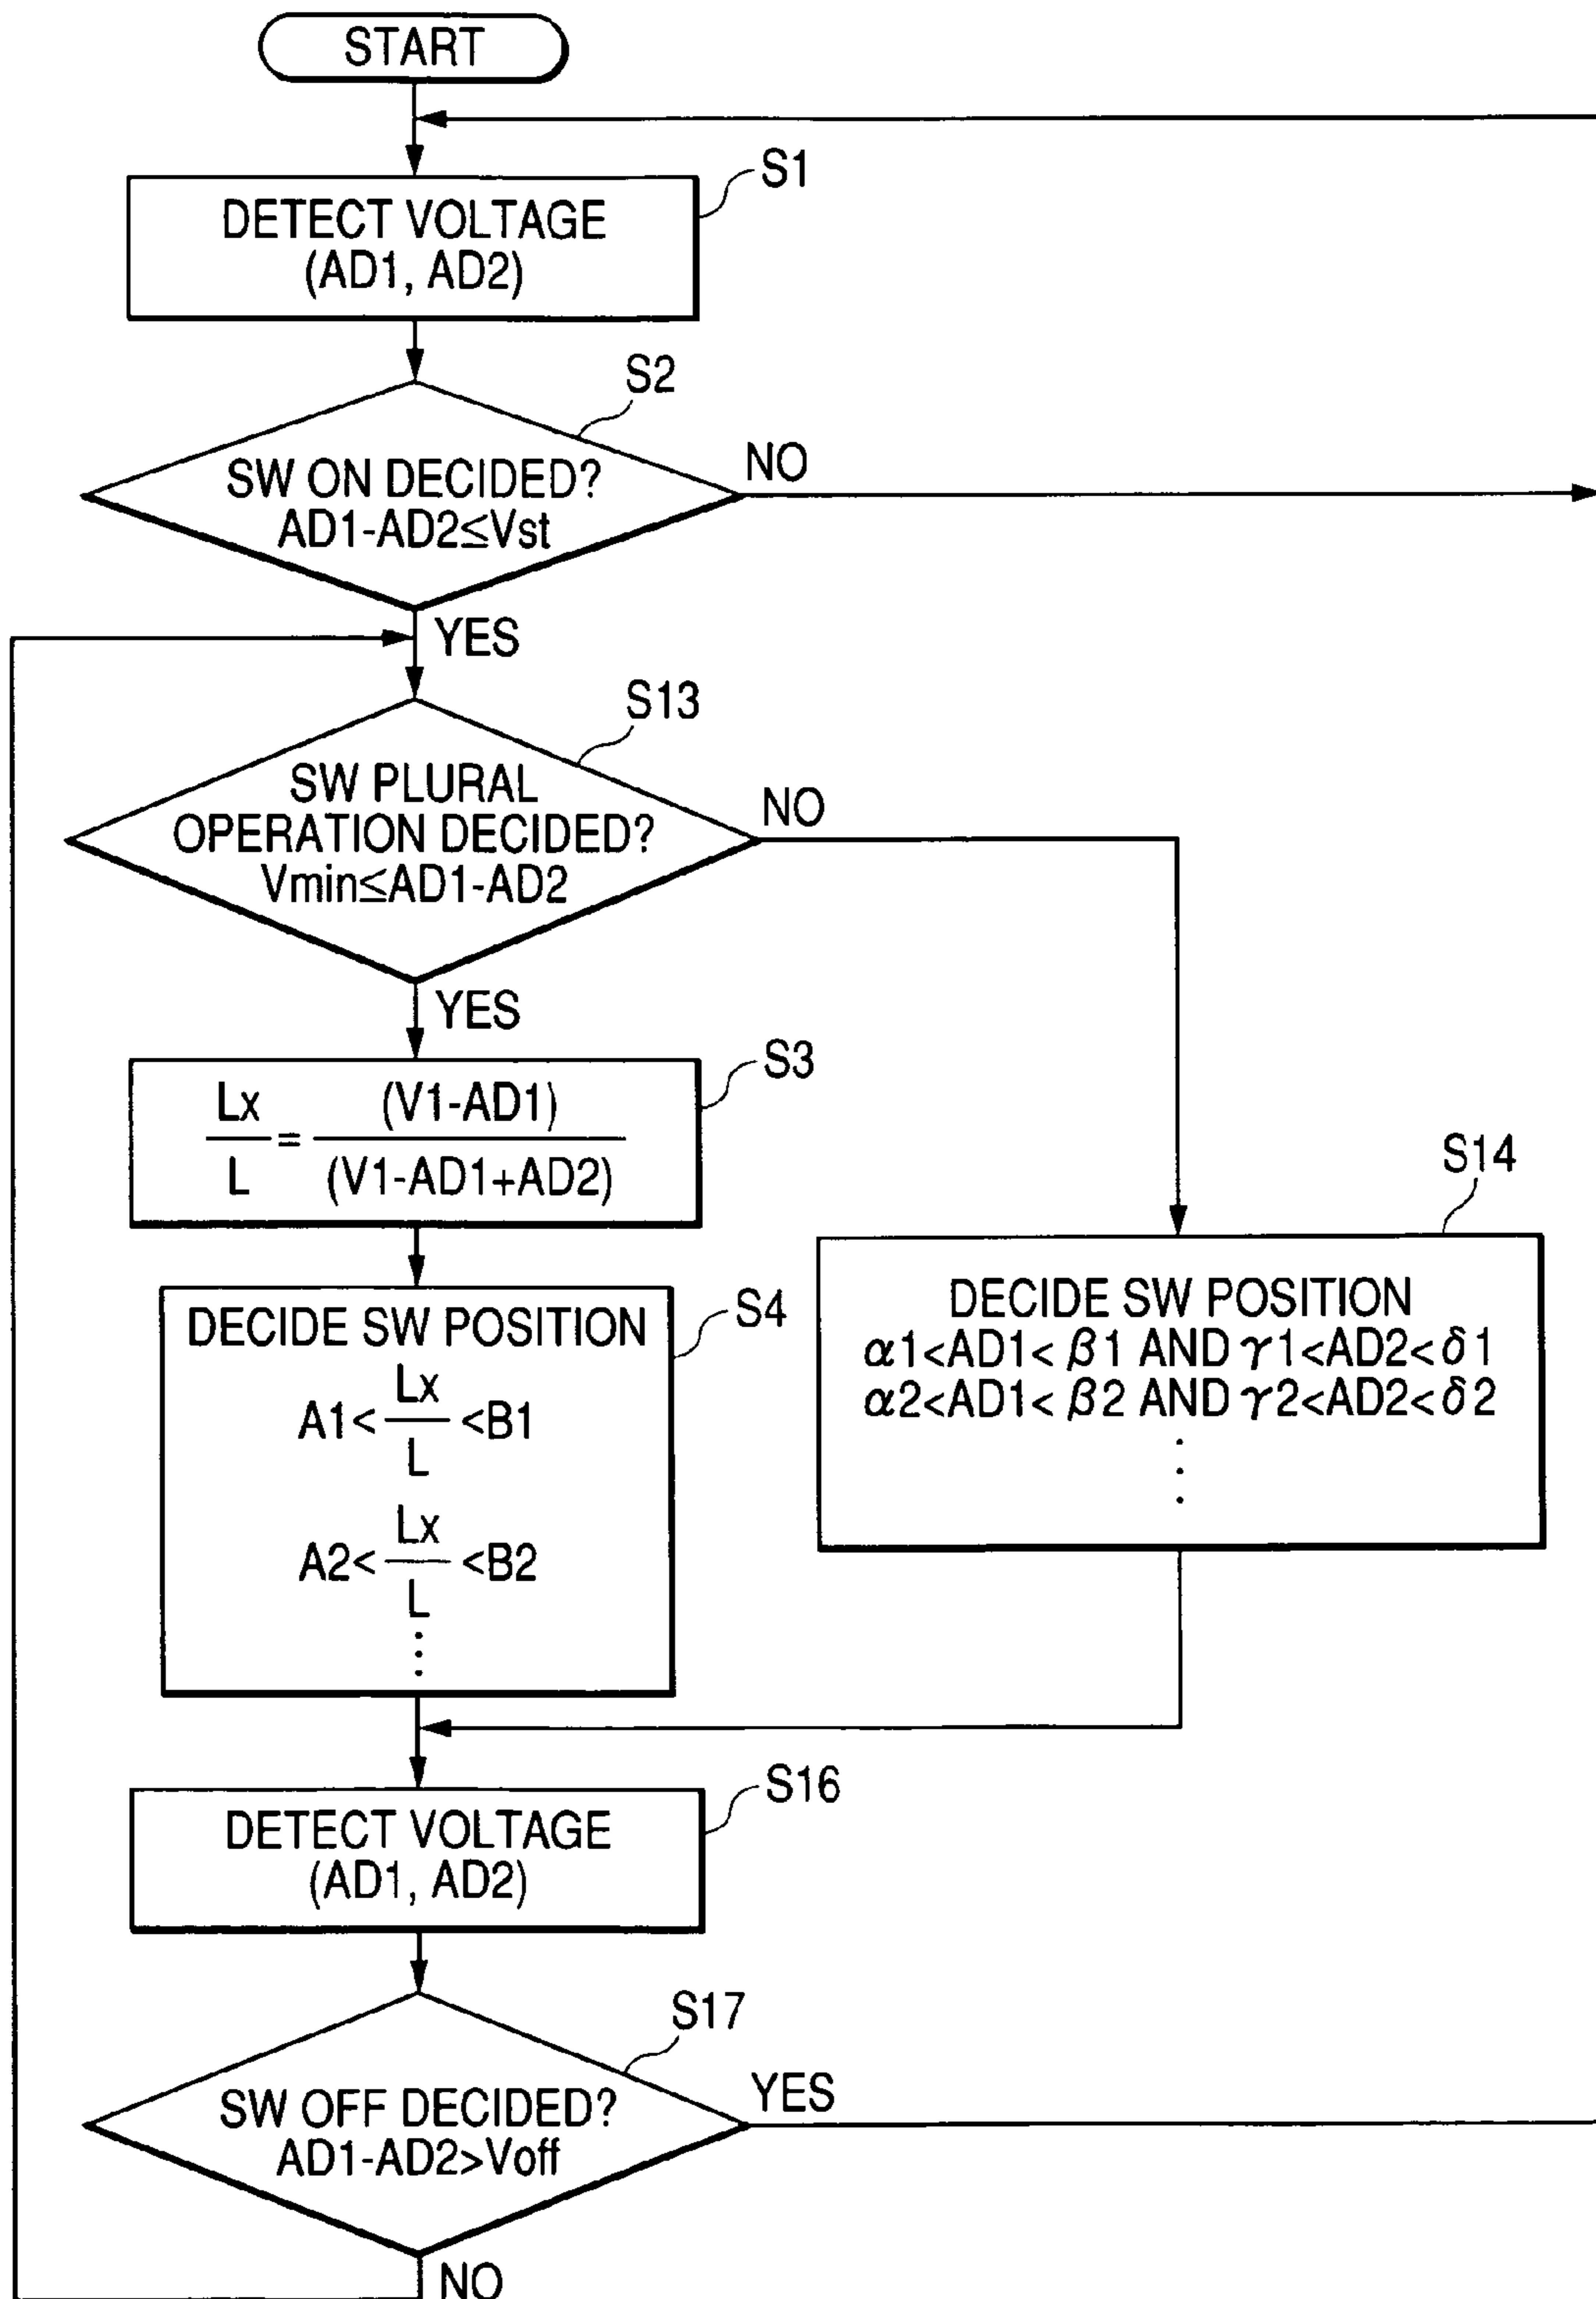 START
S1
DETECT VOLTAGE
(AD1, AD2)
S2
SW ON DECIDED?
AD1-AD2≤Vst
NO
YES
S13
SW PLURAL
OPERATION DECIDED?
Vmin≤AD1-AD2
NO
YES
S3
Lx/L = (V1-AD1)/(V1-AD1+AD2)
S14
DECIDE SW POSITION
α1<AD1<β1 AND γ1<AD2<δ1
α2<AD1<β2 AND γ2<AD2<δ2
⋮
S4
DECIDE SW POSITION
A1< Lx/L <B1
A2< Lx/L <B2
⋮
S16
DETECT VOLTAGE
(AD1, AD2)
S17
SW OFF DECIDED?
AD1-AD2>Voff
YES
NO